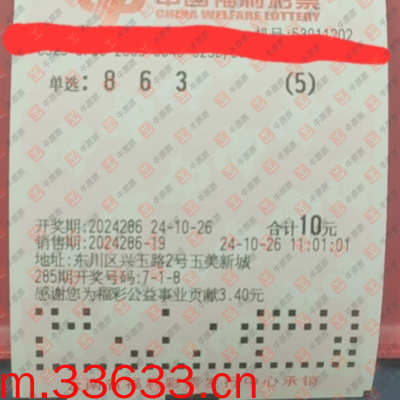 中国福利彩票
CHINA WELFARE LOTTERY
单选: 8 6 3 (5)
开奖期:2024286 24-10-26 合计10元
销售期:2024286-19 24-10-26 11:01:01
地址:东川区兴玉路2号玉美新城
285期开奖号码:7-1-8
感谢您为福彩公益事业贡献3.40元
m.33633.cn